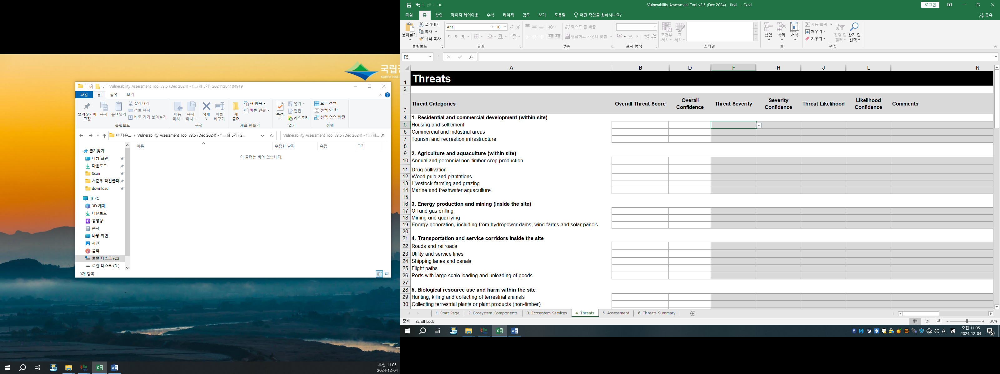 국립공
KOREA NATI
Vulnerability Assessment Tool v3.5 (Dec 2024) - fi...(외 5개)_20241204104919
파일 홈 공유 보기
즐겨찾기에 고정
복사
붙여넣기
잘라내기
경로 복사
바로 가기 붙여넣기
클립보드
이동 위치
복사 위치
삭제
이름 바꾸기
구성
새 폴더
새 항목
빠른 연결
새로 만들기
속성
열기
편집
히스토리
열기
모두 선택
선택 안 함
선택 영역 반전
선택
« 다운... › Vulnerability Assessment Tool v3.5 (Dec 2024) - fi...(외 5개)_2...
Vulnerability Assessment Tool v3.5 (Dec 2024) - fi...(외...
이름 수정한 날짜 유형 크기
이 폴더는 비어 있습니다.
즐겨찾기
바탕 화면
다운로드
Scan
서준우 작업폴더
download
내 PC
3D 개체
다운로드
동영상
문서
바탕 화면
사진
음악
로컬 디스크 (C:)
로컬 디스크 (D:)
0개 항목
오전 11:05
2024-12-04
Vulnerability Assessment Tool v3.5 (Dec 2024) - final - Excel
로그인
파일 홈 삽입 페이지 레이아웃 수식 데이터 검토 보기 도움말 어떤 작업을 원하시나요?
공유
붙여넣기
잘라내기
복사
서식 복사
클립보드
Arial 10
가 가 가
글꼴
텍스트 줄 바꿈
병합하고 가운데 맞춤
맞춤
표시 형식
조건부 서식
표 서식
스타일
삽입
삭제
서식
셀
자동 합계
채우기
지우기
정렬 및 필터
찾기 및 선택
편집
F5
fx
A B D F H J L N
1 Threats
2
3 Threat Categories Overall Threat Score Overall Confidence Threat Severity Severity Confidence Threat Likelihood Likelihood Confidence Comments
4 1. Residential and commercial development (within site)
5 Housing and settlement
6 Commercial and industrial areas
7 Tourism and recreation infrastructure
8
9 2. Agriculture and aquaculture (within site)
10 Annual and perennial non-timber crop production
11 Drug cultivation
12 Wood pulp and plantations
13 Livestock farming and grazing
14 Marine and freshwater aquaculture
15
16 3. Energy production and mining (inside the site)
17 Oil and gas drilling
18 Mining and quarrying
19 Energy generation, including from hydropower dams, wind farms and solar panels
20
21 4. Transportation and service corridors inside the site
22 Roads and railroads
23 Utility and service lines
24 Shipping lanes and canals
25 Flight paths
26 Ports with large scale loading and unloading of goods
27
28 5. Biological resource use and harm within the site
29 Hunting, killing and collecting of terrestrial animals
30 Collecting terrestrial plants or plant products (non-timber)
1. Start Page 2. Ecosystem Components 3. Ecosystem Services 4. Threats 5. Assessment 6. Threats Summary
준비 Scroll Lock
130%
A
오전 11:05
2024-12-04
5